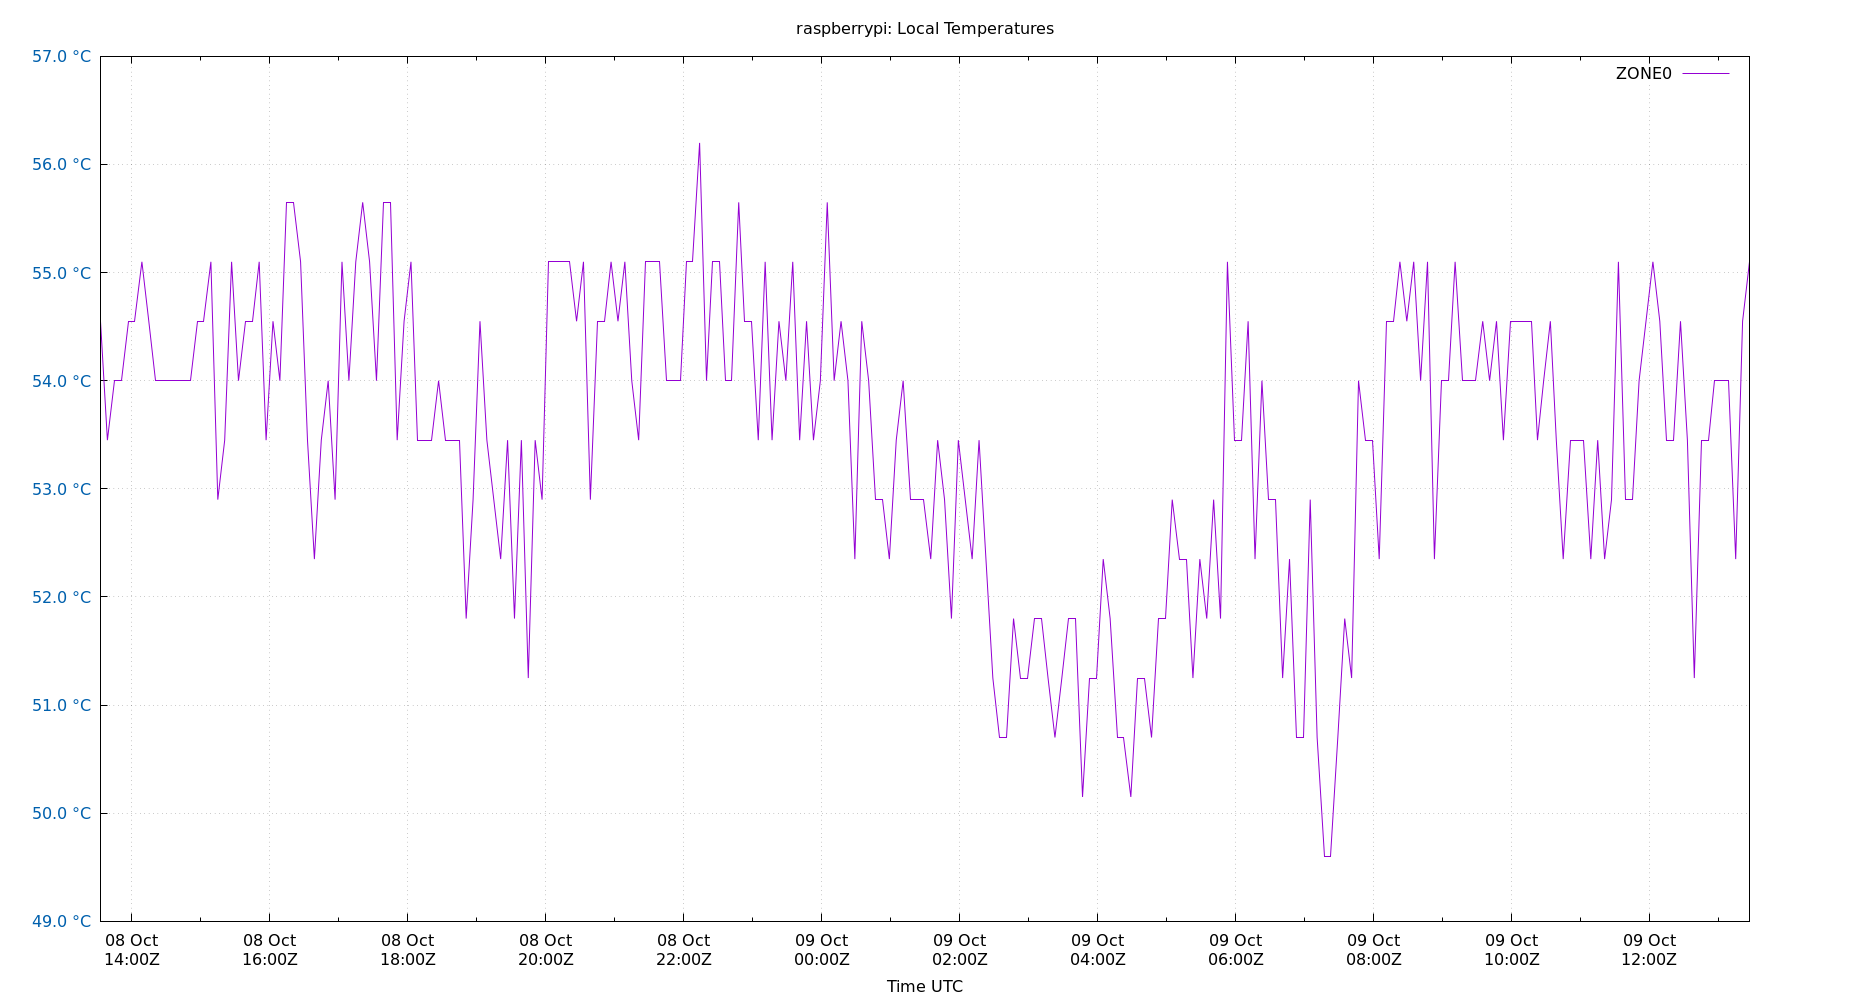 raspberrypi: Local Temperatures
57.0 °C
ZONE0
56.0 °C
55.0 °C
54.0 °C
53.0 °C
52.0 °C
51.0 °C
50.0 °C
49.0 °C
08 Oct 08 Oct 08 Oct 08 Oct 08 Oct 09 Oct 09 Oct 09 Oct 09 Oct 09 Oct 09 Oct 09 Oct
14:00Z 16:00Z 18:00Z 20:00Z 22:00Z 00:00Z 02:00Z 04:00Z 06:00Z 08:00Z 10:00Z 12:00Z
Time UTC